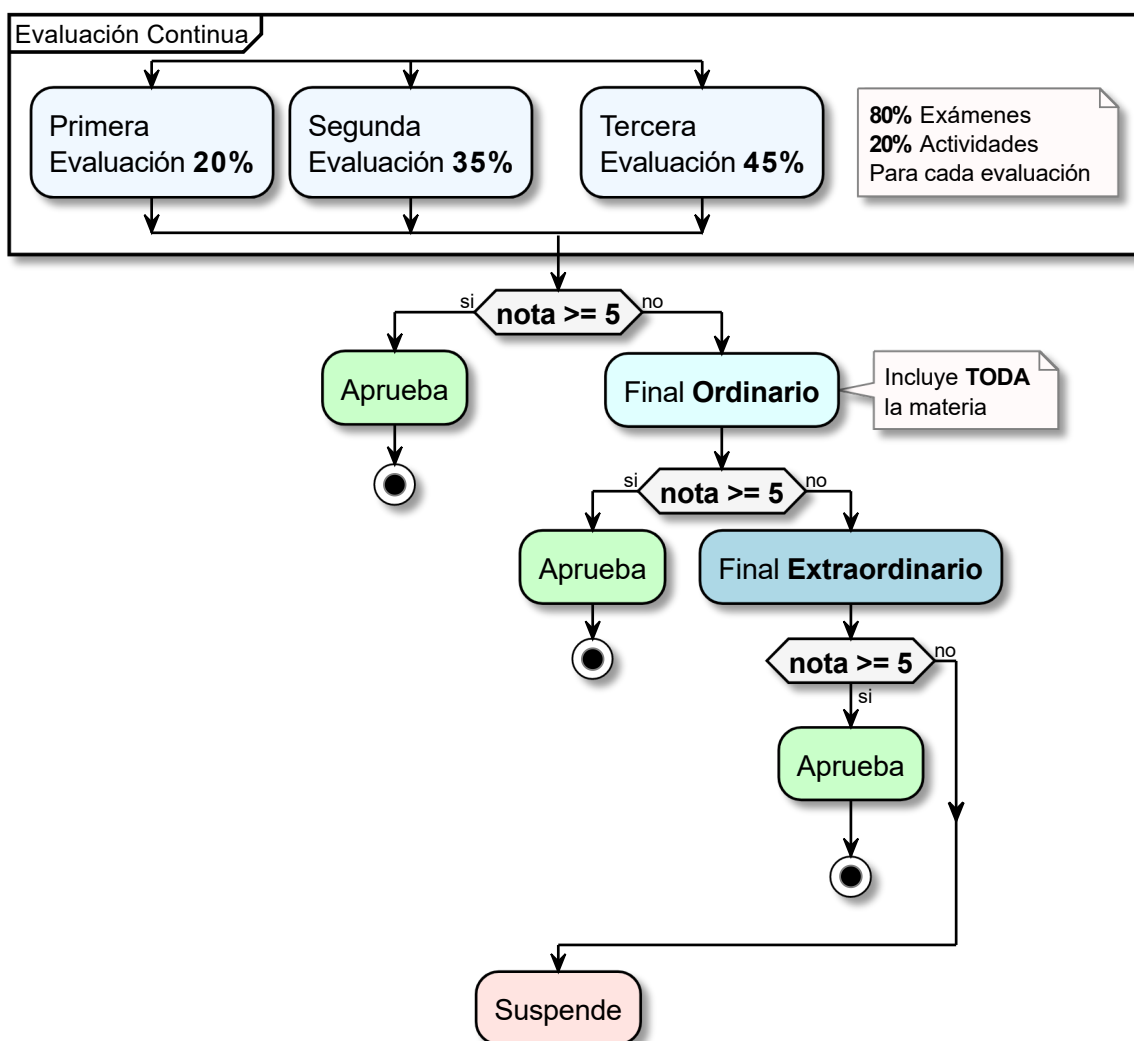 Evaluación Continua
Primera
Evaluación 20%
Segunda
Evaluación 35%
Tercera
Evaluación 45%
80% Exámenes
20% Actividades
Para cada evaluación
si
nota >= 5
no
Aprueba
Final Ordinario
Incluye TODA
la materia
si
nota >= 5
no
Aprueba
Final Extraordinario
nota >= 5
no
si
Aprueba
Suspende